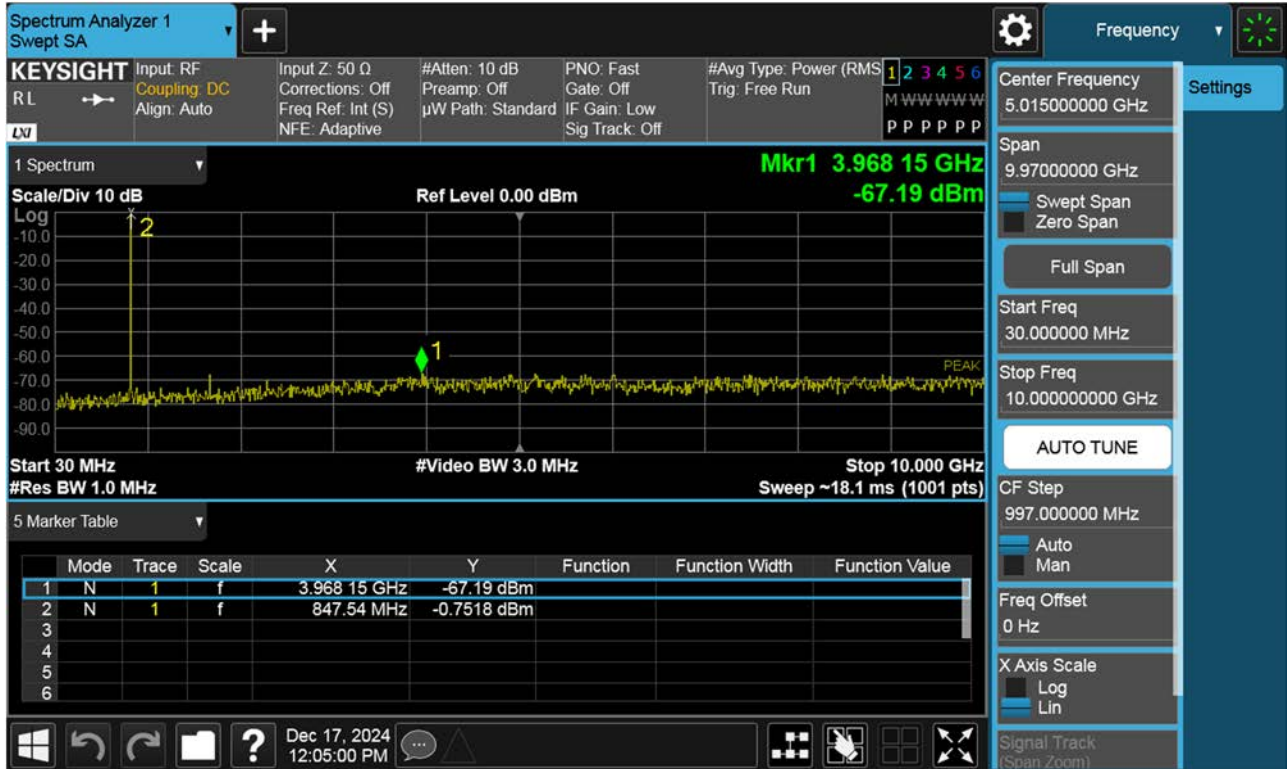 Spectrum Analyzer 1
Swept SA
+
Frequency
KEYSIGHT
RL
LXI
Input: RF
Coupling: DC
Align: Auto
Input Z: 50 Ω
Corrections: Off
Freq Ref: Int (S)
NFE: Adaptive
#Atten: 10 dB
Preamp: Off
µW Path: Standard
PNO: Fast
Gate: Off
IF Gain: Low
Sig Track: Off
#Avg Type: Power (RMS
Trig: Free Run
1 2 3 4 5 6
M W W W W W
P P P P P P
1 Spectrum
Mkr1 3.968 15 GHz
-67.19 dBm
Scale/Div 10 dB
Ref Level 0.00 dBm
Log
-10.0
-20.0
-30.0
-40.0
-50.0
-60.0
-70.0
-80.0
-90.0
2
1
PEAK
Start 30 MHz
#Video BW 3.0 MHz
Stop 10.000 GHz
#Res BW 1.0 MHz
Sweep ~18.1 ms (1001 pts)
5 Marker Table
Mode Trace Scale X Y Function Function Width Function Value
1 N 1 f 3.968 15 GHz -67.19 dBm
2 N 1 f 847.54 MHz -0.7518 dBm
3
4
5
6
?
Dec 17, 2024
12:05:00 PM
Center Frequency
5.015000000 GHz
Settings
Span
9.97000000 GHz
Swept Span
Zero Span
Full Span
Start Freq
30.000000 MHz
Stop Freq
10.000000000 GHz
AUTO TUNE
CF Step
997.000000 MHz
Auto
Man
Freq Offset
0 Hz
X Axis Scale
Log
Lin
Signal Track
(Span Zoom)